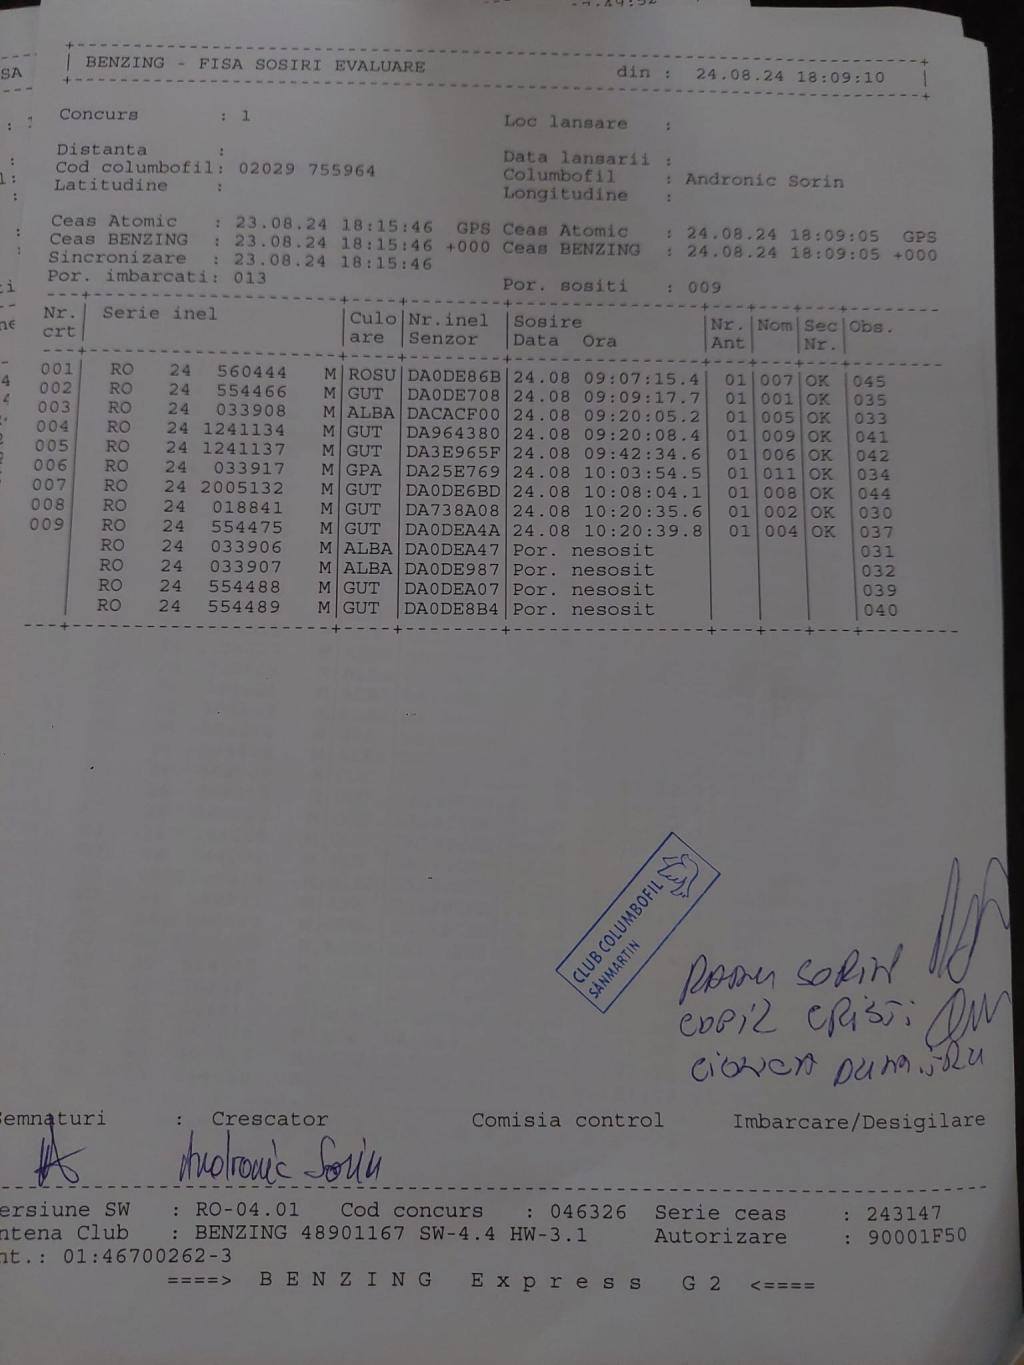 BENZING - FISA SOSIRI EVALUARE din : 24.08.24 18:09:10
Concurs : 1 Loc lansare :
Distanta : Data lansarii :
Cod columbofil: 02029 755964 Columbofil : Andronic Sorin
Latitudine : Longitudine :
Ceas Atomic : 23.08.24 18:15:46 GPS Ceas Atomic : 24.08.24 18:09:05 GPS
Ceas BENZING : 23.08.24 18:15:46 +000 Ceas BENZING : 24.08.24 18:09:05 +000
Sincronizare : 23.08.24 18:15:46
Por. imbarcati: 013 Por. sositi : 009
Nr. Serie inel Culo Nr.inel Sosire Nr. Nom Sec Obs.
crt are Senzor Data Ora Ant Nr.
001 RO 24 560444 M ROSU DA0DE86B 24.08 09:07:15.4 01 007 OK 045
002 RO 24 554466 M GUT DA0DE708 24.08 09:09:17.7 01 001 OK 035
003 RO 24 033908 M ALBA DACACF00 24.08 09:20:05.2 01 005 OK 033
004 RO 24 1241134 M GUT DA964380 24.08 09:20:08.4 01 009 OK 041
005 RO 24 1241137 M GUT DA3E965F 24.08 09:42:34.6 01 006 OK 042
006 RO 24 033917 M GPA DA25E769 24.08 10:03:54.5 01 011 OK 034
007 RO 24 2005132 M GUT DA0DE6BD 24.08 10:08:04.1 01 008 OK 044
008 RO 24 018841 M GUT DA738A08 24.08 10:20:35.6 01 002 OK 030
009 RO 24 554475 M GUT DA0DEA4A 24.08 10:20:39.8 01 004 OK 037
RO 24 033906 M ALBA DA0DEA47 Por. nesosit 031
RO 24 033907 M ALBA DA0DE987 Por. nesosit 032
RO 24 554488 M GUT DA0DEA07 Por. nesosit 039
RO 24 554489 M GUT DA0DE8B4 Por. nesosit 040
CLUB COLUMBOFIL
SÂNMARTIN
RADU SORIN
COPIL CRISTI
CIONCA DUMITRU
Semnaturi : Crescator Comisia control Imbarcare/Desigilare
Andronic Sorin
ersiune SW : RO-04.01 Cod concurs : 046326 Serie ceas : 243147
ntena Club : BENZING 48901167 SW-4.4 HW-3.1 Autorizare : 90001F50
nt.: 01:46700262-3
====> BENZING Express G2 <====